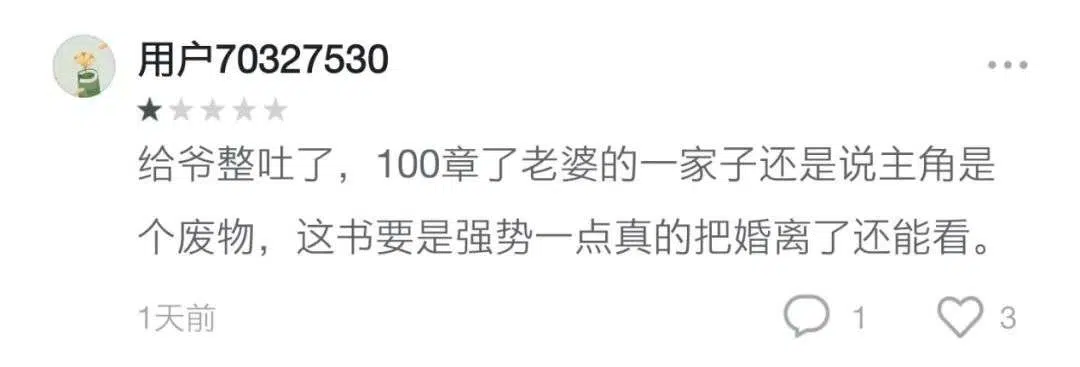 用户70327530
给爷整吐了，100章了老婆的一家子还是说主角是
个废物，这书要是强势一点真的把婚离了还能看。
1天前
1
3